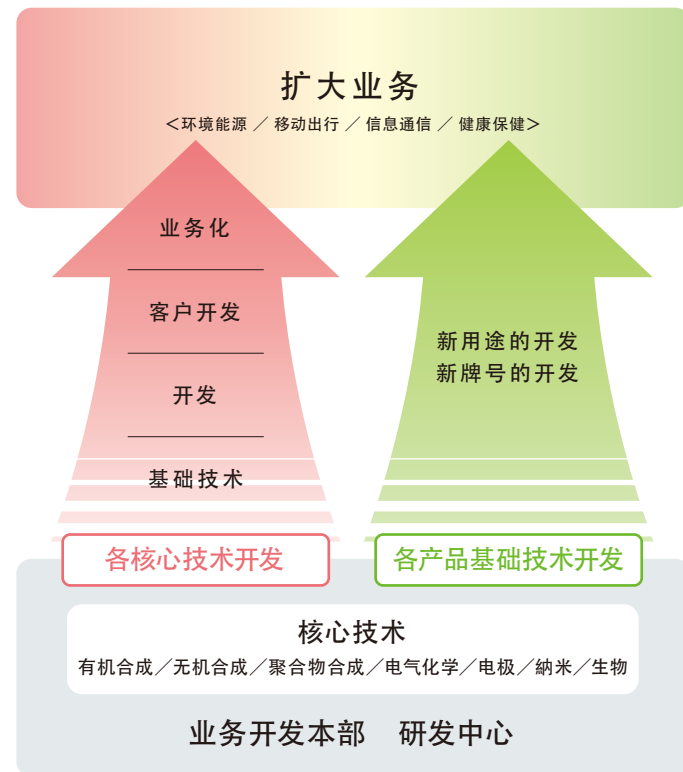 扩大业务
<环境能源／移动出行／信息通信／健康保健>
业务化
客户开发
开发
基础技术
新用途的开发
新牌号的开发
各核心技术开发
各产品基础技术开发
核心技术
有机合成／无机合成／聚合物合成／电气化学／电极／納米／生物
业务开发本部　研发中心